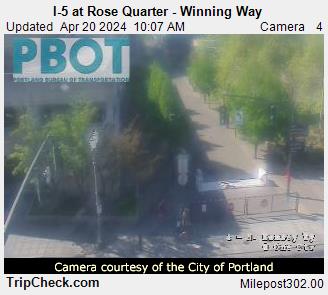 I-5 at Rose Quarter - Winning Way
Updated Apr 20 2024 10:07 AM Camera 4
PBOT
PORTLAND BUREAU OF TRANSPORTATION
Camera courtesy of the City of Portland
TripCheck.com Milepost302.00